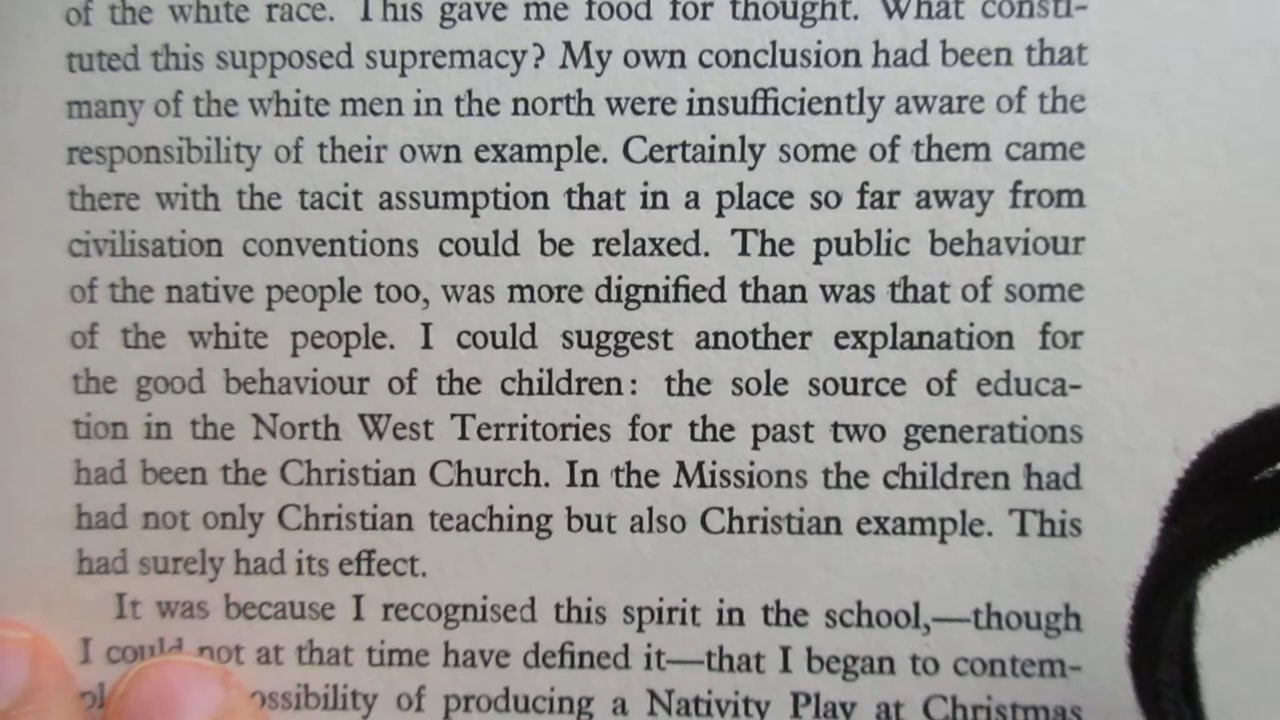 of the white race. This gave me food for thought. What consti-
tuted this supposed supremacy? My own conclusion had been that
many of the white men in the north were insufficiently aware of the
responsibility of their own example. Certainly some of them came
there with the tacit assumption that in a place so far away from
civilisation conventions could be relaxed. The public behaviour
of the native people too, was more dignified than was that of some
of the white people. I could suggest another explanation for
the good behaviour of the children: the sole source of educa-
tion in the North West Territories for the past two generations
had been the Christian Church. In the Missions the children had
had not only Christian teaching but also Christian example. This
had surely had its effect.
It was because I recognised this spirit in the school,—though
I could not at that time have defined it—that I began to contem-
of producing a Nativity Play at Christmas